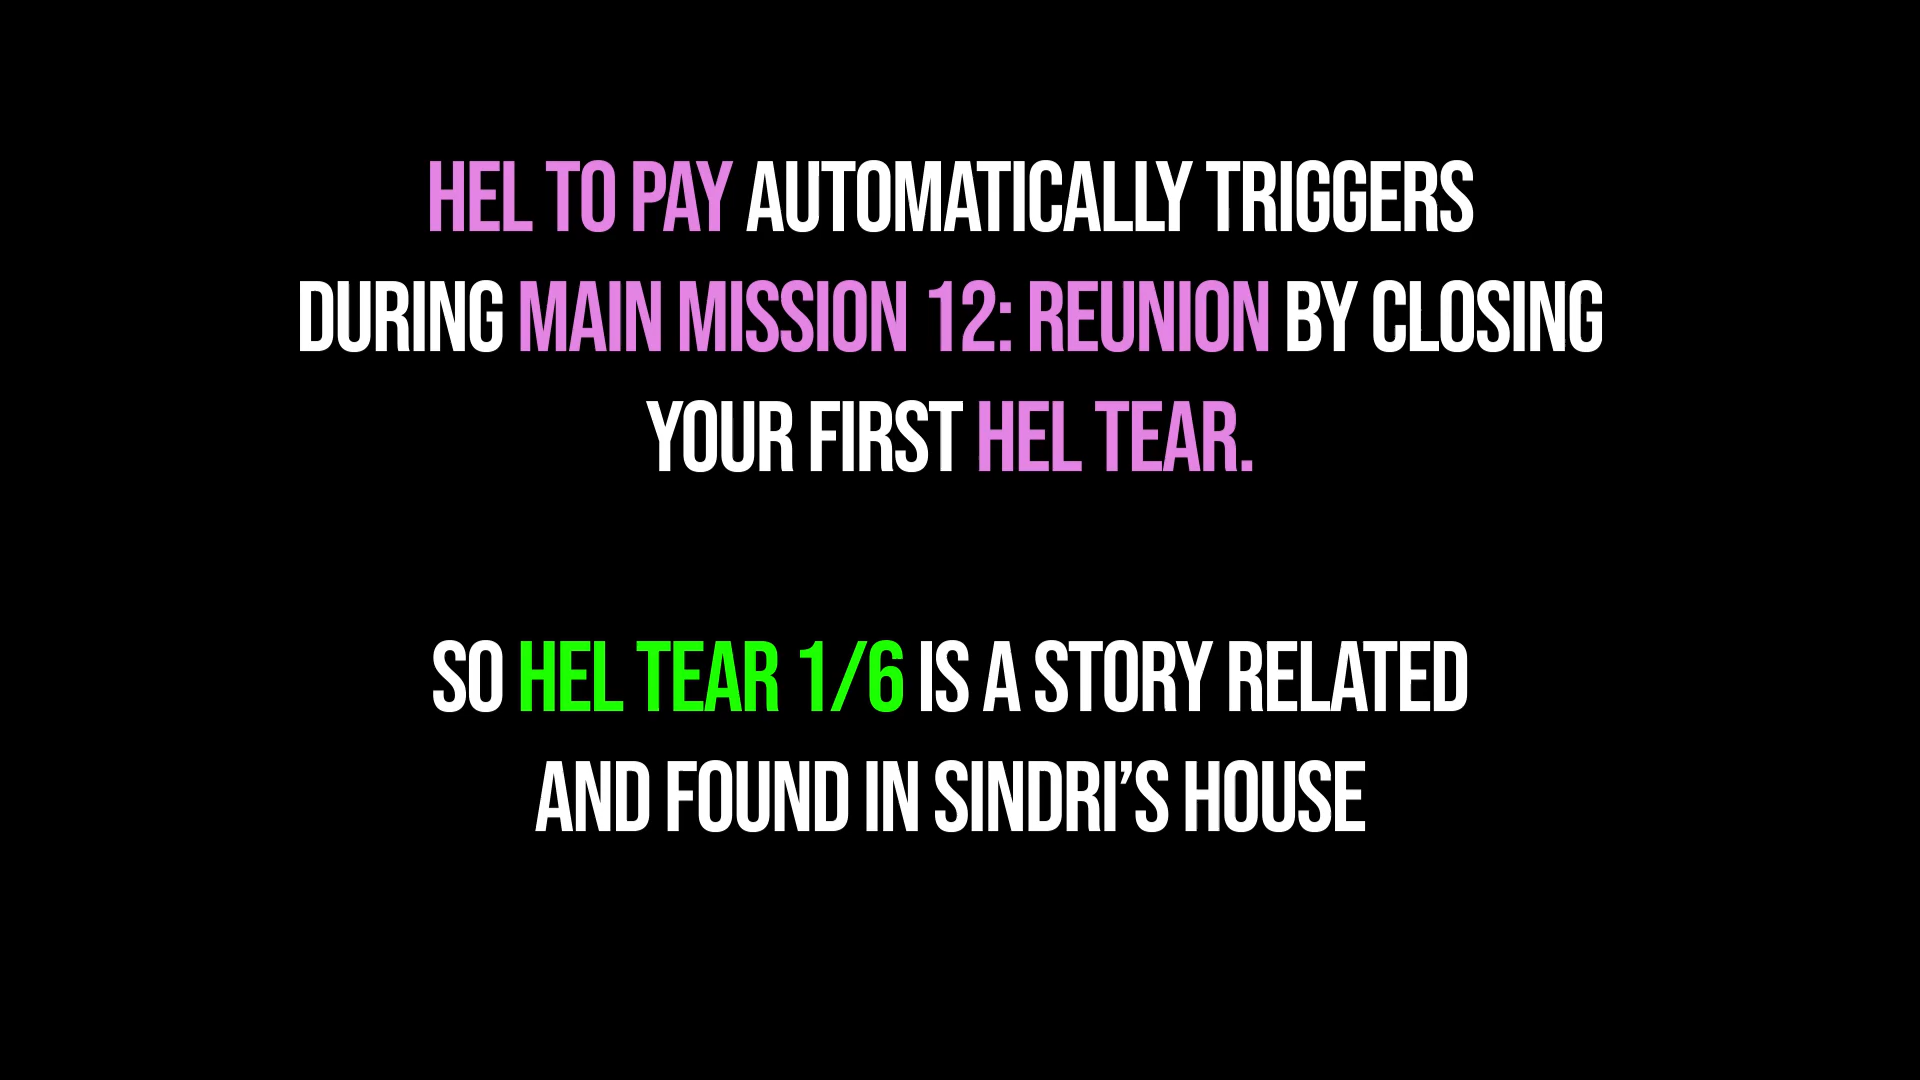 HEL TO PAY AUTOMATICALLY TRIGGERS
DURING MAIN MISSION 12: REUNION BY CLOSING
YOUR FIRST HEL TEAR.
SO HEL TEAR 1/6 IS A STORY RELATED
AND FOUND IN SINDRI’S HOUSE